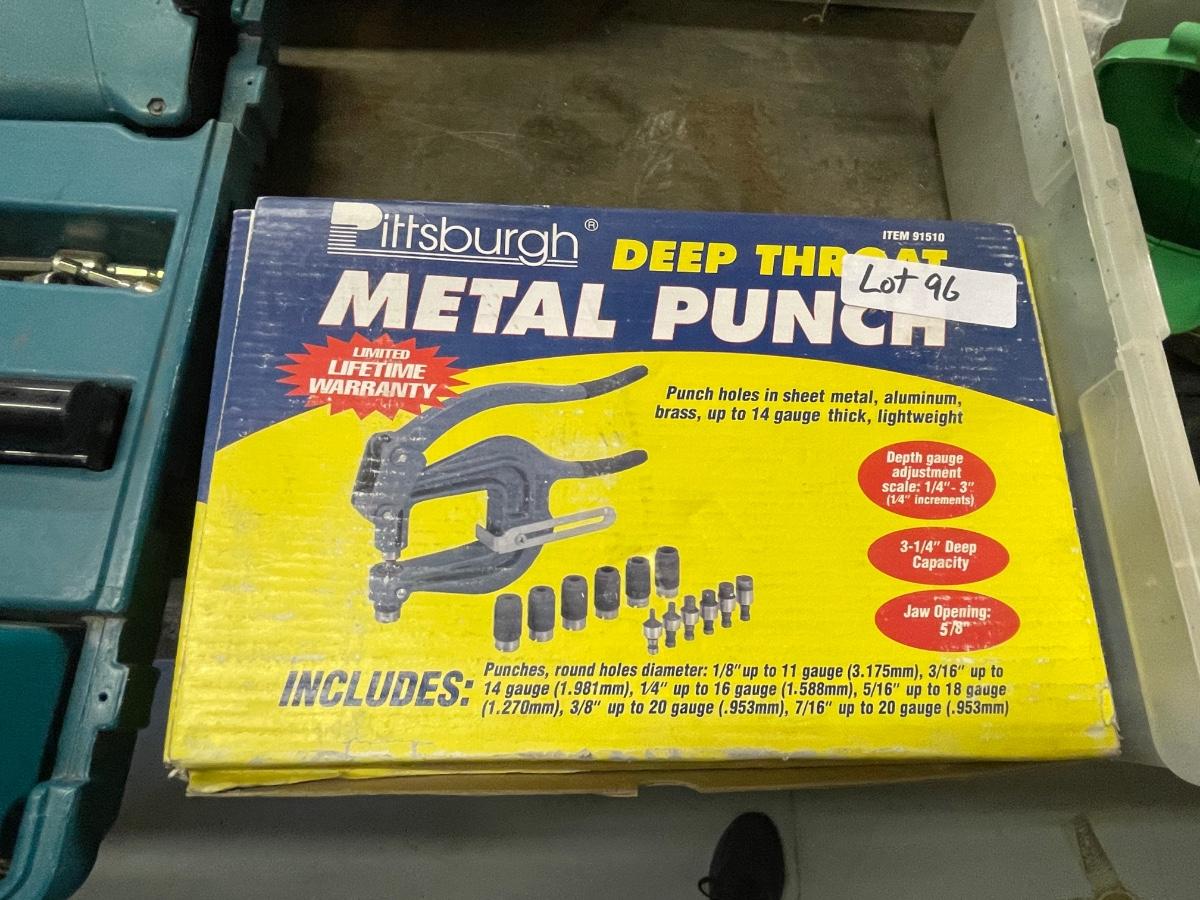 Pittsburgh®
ITEM 91510
DEEP THROAT
Lot 96
METAL PUNCH
LIMITED
LIFETIME
WARRANTY
Punch holes in sheet metal, aluminum,
brass, up to 14 gauge thick, lightweight
Depth gauge
adjustment
scale: 1/4" - 3"
(1/4" increments)
3-1/4" Deep
Capacity
Jaw Opening:
5/8"
INCLUDES:
Punches, round holes diameter: 1/8" up to 11 gauge (3.175mm), 3/16" up to
14 gauge (1.981mm), 1/4" up to 16 gauge (1.588mm), 5/16" up to 18 gauge
(1.270mm), 3/8" up to 20 gauge (.953mm), 7/16" up to 20 gauge (.953mm)